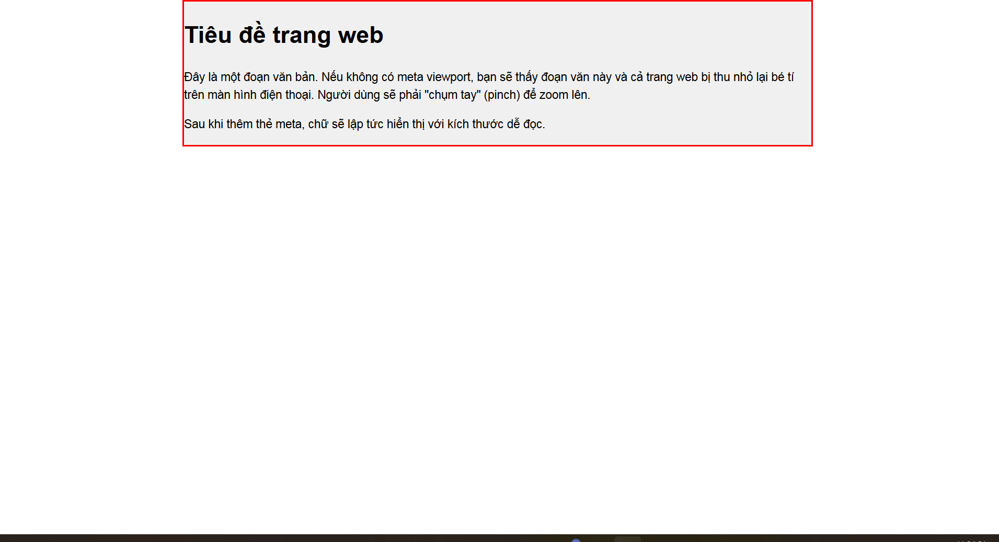 Tiêu đề trang web
Đây là một đoạn văn bản. Nếu không có meta viewport, bạn sẽ thấy đoạn văn này và cả trang web bị thu nhỏ lại bé tí
trên màn hình điện thoại. Người dùng sẽ phải "chụm tay" (pinch) để zoom lên.
Sau khi thêm thẻ meta, chữ sẽ lập tức hiển thị với kích thước dễ đọc.